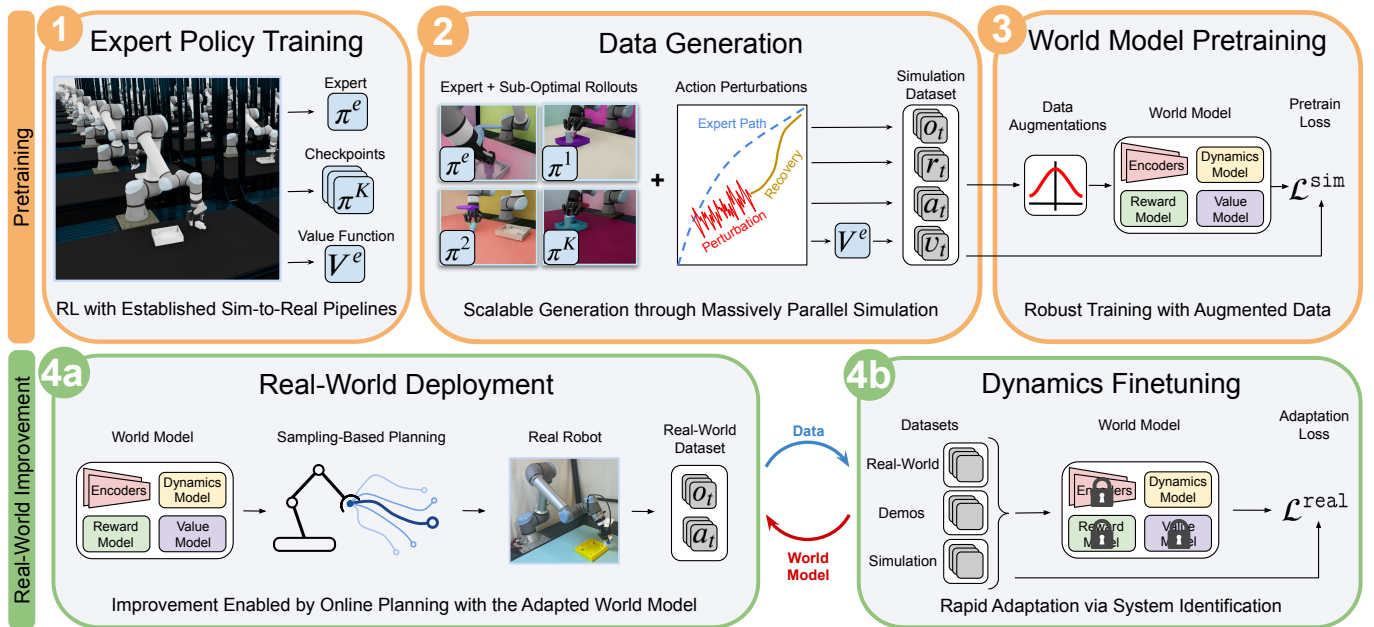 Pretraining
1
Expert Policy Training
Expert
π^e
Checkpoints
π^K
Value Function
V^e
RL with Established Sim-to-Real Pipelines
2
Data Generation
Expert + Sub-Optimal Rollouts
π^e
π^1
π^2
π^K
+
Action Perturbations
Expert Path
Perturbation
Recovery
V^e
Simulation
Dataset
o_t
r_t
a_t
v_t
Scalable Generation through Massively Parallel Simulation
3
World Model Pretraining
Data
Augmentations
World Model
Encoders
Dynamics
Model
Reward
Model
Value Model
Pretrain
Loss
ℒ^sim
Robust Training with Augmented Data
Real-World Improvement
4a
Real-World Deployment
World Model
Encoders
Dynamics
Model
Reward
Model
Value
Model
Sampling-Based Planning
Real Robot
Real-World
Dataset
o_t
a_t
Improvement Enabled by Online Planning with the Adapted World Model
Data
World
Model
4b
Dynamics Finetuning
Datasets
Real-World
Demos
Simulation
World Model
Encoders
Dynamics
Model
Reward
Model
Value
Model
Adaptation
Loss
ℒ^real
Rapid Adaptation via System Identification